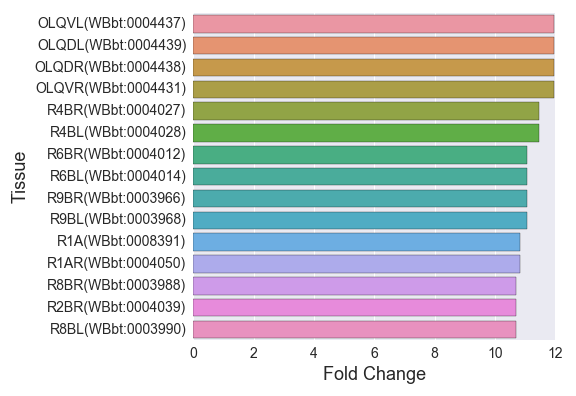 OLQVL(WBbt:0004437)
OLQDL(WBbt:0004439)
OLQDR(WBbt:0004438)
OLQVR(WBbt:0004431)
R4BR(WBbt:0004027)
R4BL(WBbt:0004028)
R6BR(WBbt:0004012)
R6BL(WBbt:0004014)
R9BR(WBbt:0003966)
R9BL(WBbt:0003968)
R1A(WBbt:0008391)
R1AR(WBbt:0004050)
R8BR(WBbt:0003988)
R2BR(WBbt:0004039)
R8BL(WBbt:0003990)
Tissue
0 2 4 6 8 10 12
Fold Change